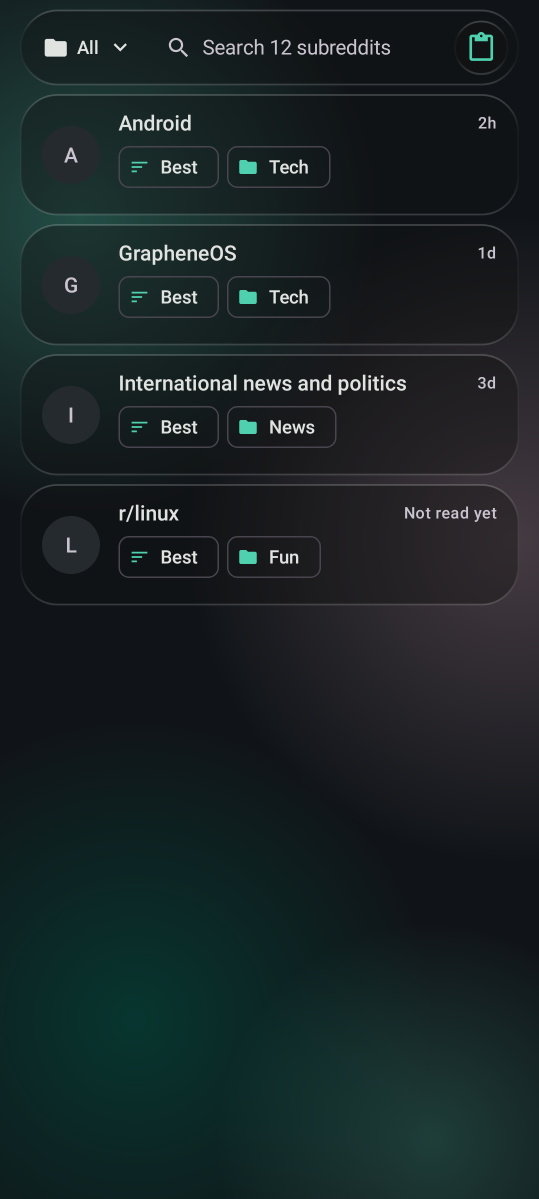 All Search 12 subreddits
Android 2h
A
Best Tech
GrapheneOS 1d
G
Best Tech
International news and politics 3d
I
Best News
r/linux Not read yet
L
Best Fun